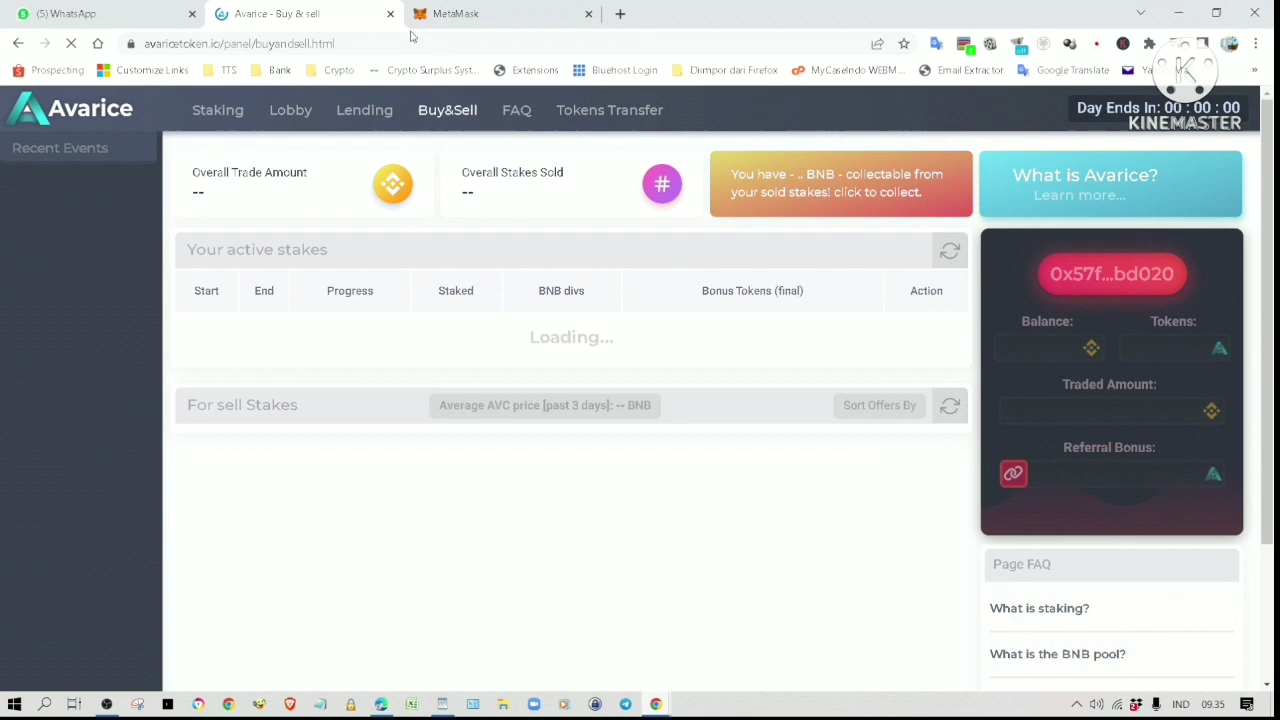 (5) WhatsApp
Avarice - Buy & sell
MetaMask
avaricetoken.io/panel/buyandsell.html
Prospecting
Customize Links
TTS
Bank
Crypto
Crypto Surplus Syst...
Extensions
Bluehost Login
Diimpor dari Firefox
MyCaseIndo WEBM...
Email Extractor
Google Translate
K
KINEMASTER
Avarice
Staking
Lobby
Lending
Buy&Sell
FAQ
Tokens Transfer
Day Ends In: 00 : 00 : 00
Recent Events
Overall Trade Amount
--
Overall Stakes Sold
--
#
You have - .. BNB - collectable from
your sold stakes! click to collect.
What is Avarice?
Learn more...
Your active stakes
Start
End
Progress
Staked
BNB divs
Bonus Tokens (final)
Action
Loading...
For sell Stakes
Average AVC price [past 3 days]: -- BNB
Sort Offers By
0x57f...bd020
Balance:
Tokens:
Traded Amount:
Referral Bonus:
Page FAQ
What is staking?
What is the BNB pool?
IND
09.35